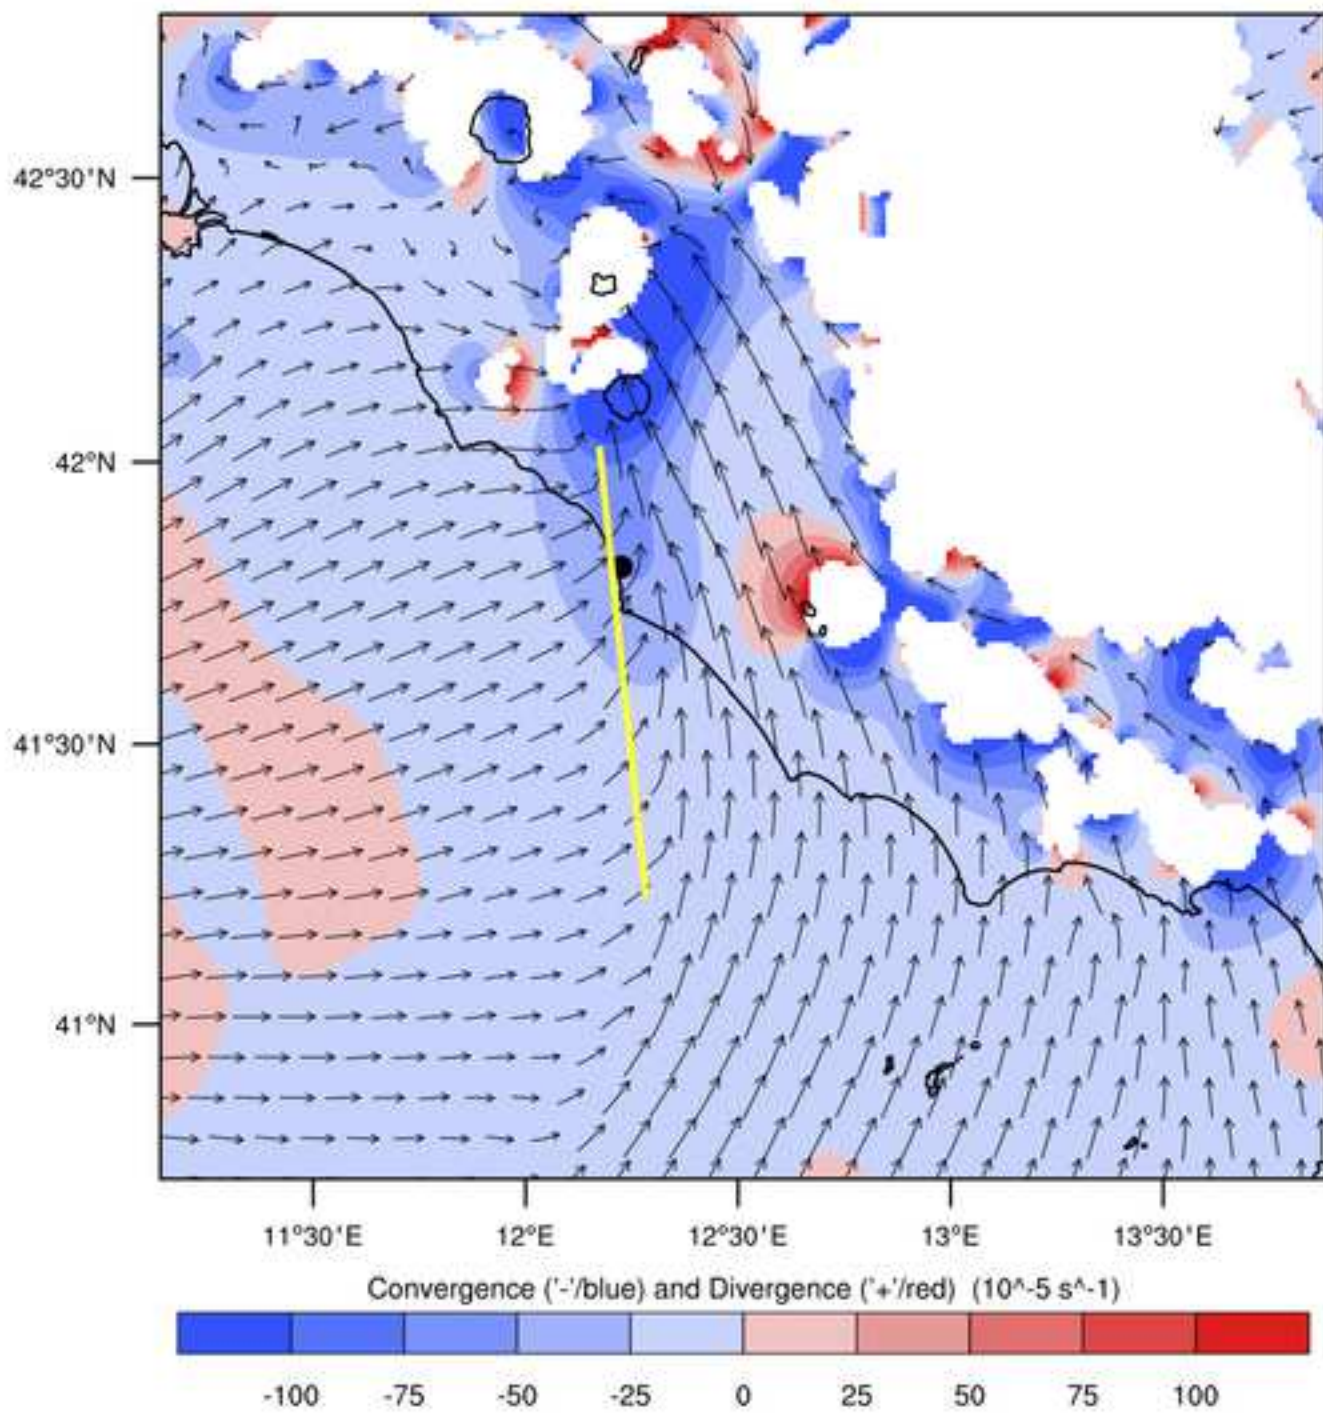 42°30'N
42°N
41°30'N
41°N
11°30'E 12°E 12°30'E 13°E 13°30'E
Convergence ('-'/blue) and Divergence ('+'/red) (10^-5 s^-1)
-100 -75 -50 -25 0 25 50 75 100